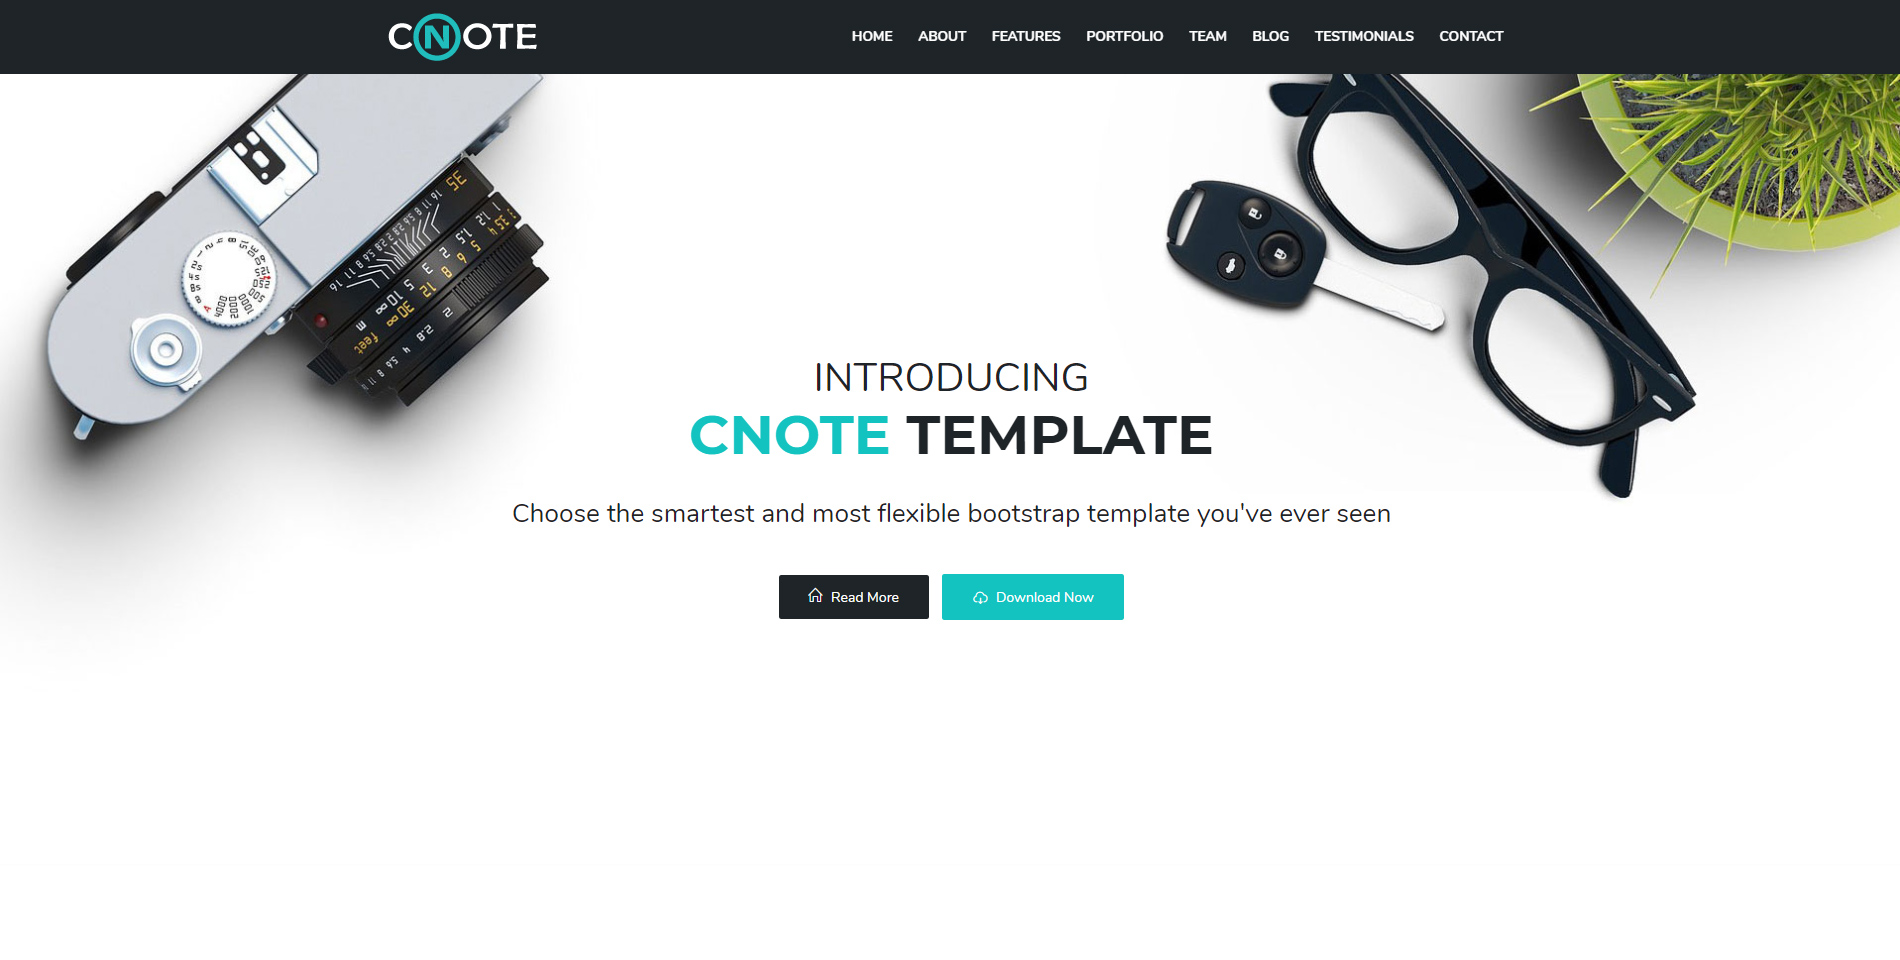 CNOTE
HOME ABOUT FEATURES PORTFOLIO TEAM BLOG TESTIMONIALS CONTACT
INTRODUCING
CNOTE TEMPLATE
Choose the smartest and most flexible bootstrap template you've ever seen
Read More Download Now
feet
m